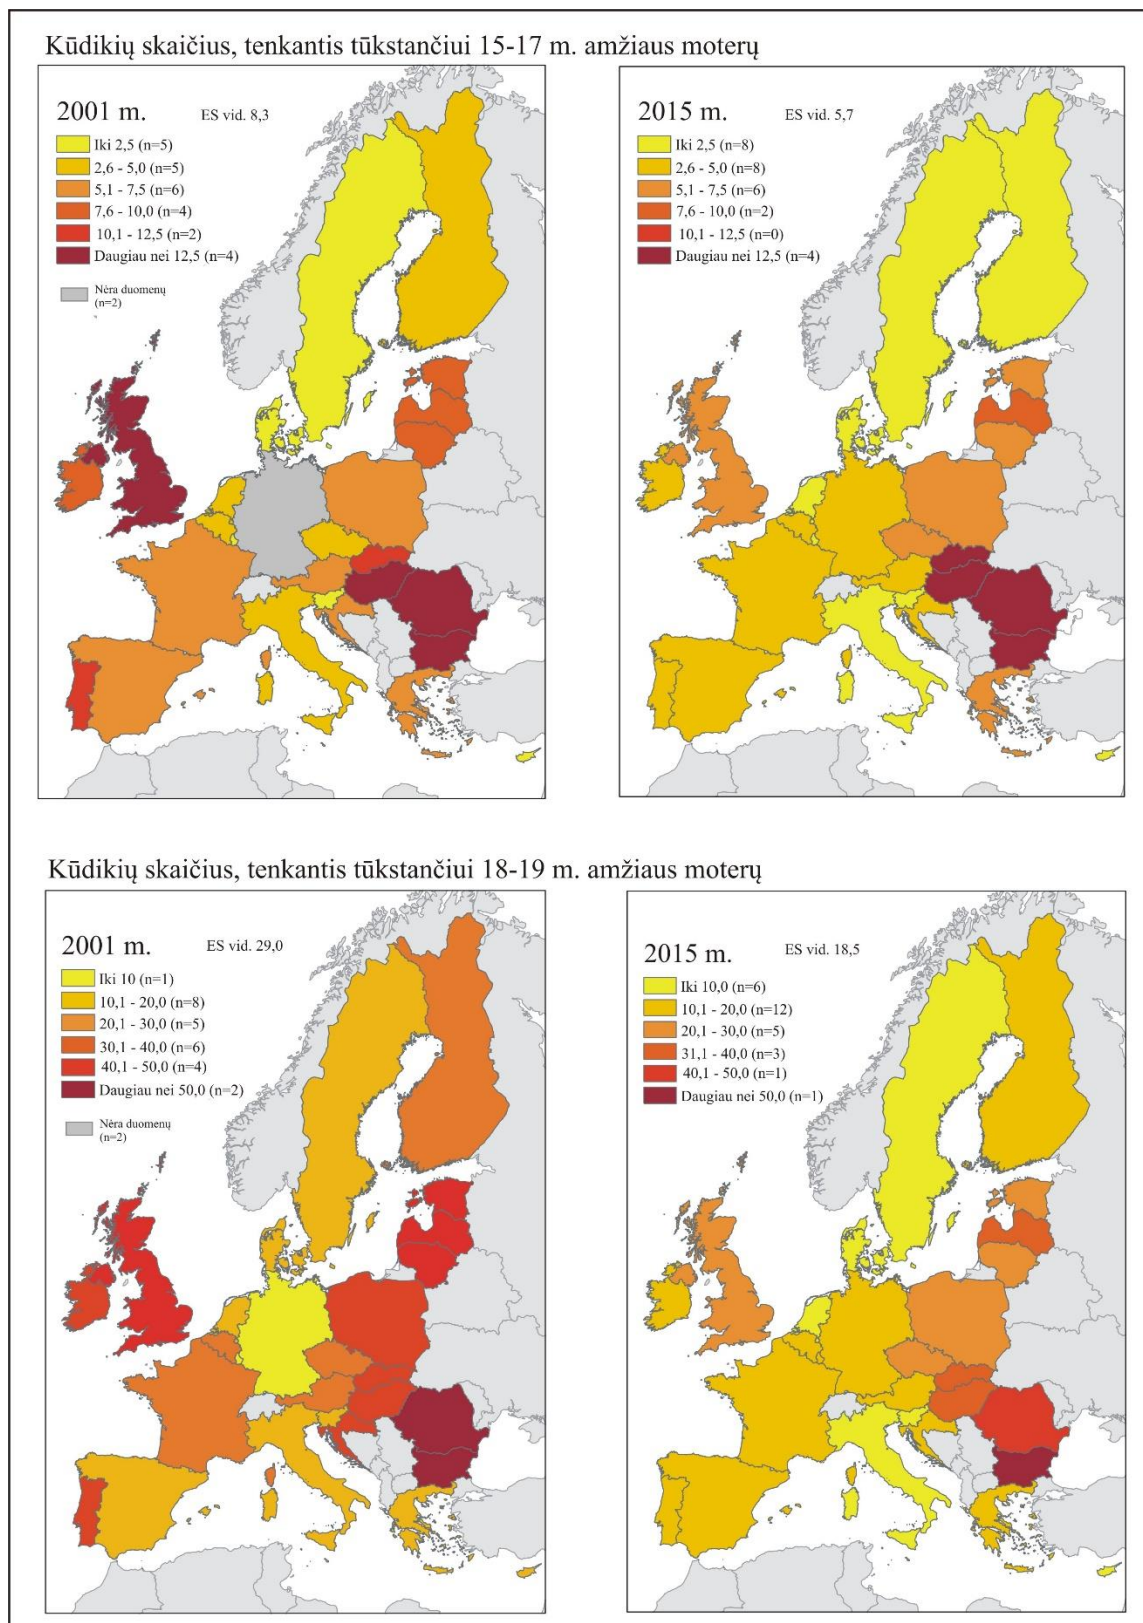 Kūdikių skaičius, tenkantis tūkstančiui 15-17 m. amžiaus moterų
2001 m.
ES vid. 8,3
Iki 2,5 (n=5)
2,6 - 5,0 (n=5)
5,1 - 7,5 (n=6)
7,6 - 10,0 (n=4)
10,1 - 12,5 (n=2)
Daugiau nei 12,5 (n=4)
Nėra duomenų
(n=2)
2015 m.
ES vid. 5,7
Iki 2,5 (n=8)
2,6 - 5,0 (n=8)
5,1 - 7,5 (n=6)
7,6 - 10,0 (n=2)
10,1 - 12,5 (n=0)
Daugiau nei 12,5 (n=4)
Kūdikių skaičius, tenkantis tūkstančiui 18-19 m. amžiaus moterų
2001 m.
ES vid. 29,0
Iki 10 (n=1)
10,1 - 20,0 (n=8)
20,1 - 30,0 (n=5)
30,1 - 40,0 (n=6)
40,1 - 50,0 (n=4)
Daugiau nei 50,0 (n=2)
Nėra duomenų
(n=2)
2015 m.
ES vid. 18,5
Iki 10,0 (n=6)
10,1 - 20,0 (n=12)
20,1 - 30,0 (n=5)
31,1 - 40,0 (n=3)
40,1 - 50,0 (n=1)
Daugiau nei 50,0 (n=1)